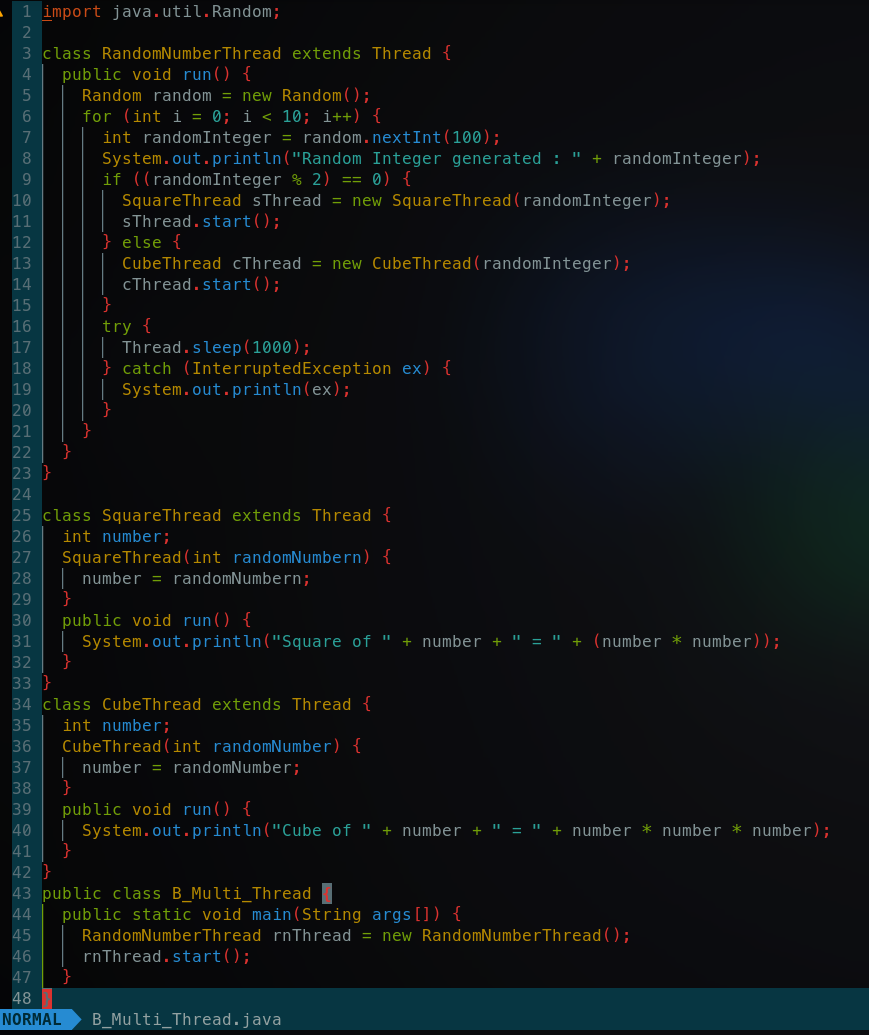 1 import java.util.Random;
2
3 class RandomNumberThread extends Thread {
4   public void run() {
5     Random random = new Random();
6     for (int i = 0; i < 10; i++) {
7       int randomInteger = random.nextInt(100);
8       System.out.println("Random Integer generated : " + randomInteger);
9       if ((randomInteger % 2) == 0) {
10         SquareThread sThread = new SquareThread(randomInteger);
11         sThread.start();
12       } else {
13         CubeThread cThread = new CubeThread(randomInteger);
14         cThread.start();
15       }
16       try {
17         Thread.sleep(1000);
18       } catch (InterruptedException ex) {
19         System.out.println(ex);
20       }
21     }
22   }
23 }
24
25 class SquareThread extends Thread {
26   int number;
27   SquareThread(int randomNumbern) {
28     number = randomNumbern;
29   }
30   public void run() {
31     System.out.println("Square of " + number + " = " + (number * number));
32   }
33 }
34 class CubeThread extends Thread {
35   int number;
36   CubeThread(int randomNumber) {
37     number = randomNumber;
38   }
39   public void run() {
40     System.out.println("Cube of " + number + " = " + number * number * number);
41   }
42 }
43 public class B_Multi_Thread {
44   public static void main(String args[]) {
45     RandomNumberThread rnThread = new RandomNumberThread();
46     rnThread.start();
47   }
48 }
NORMAL B_Multi_Thread.java